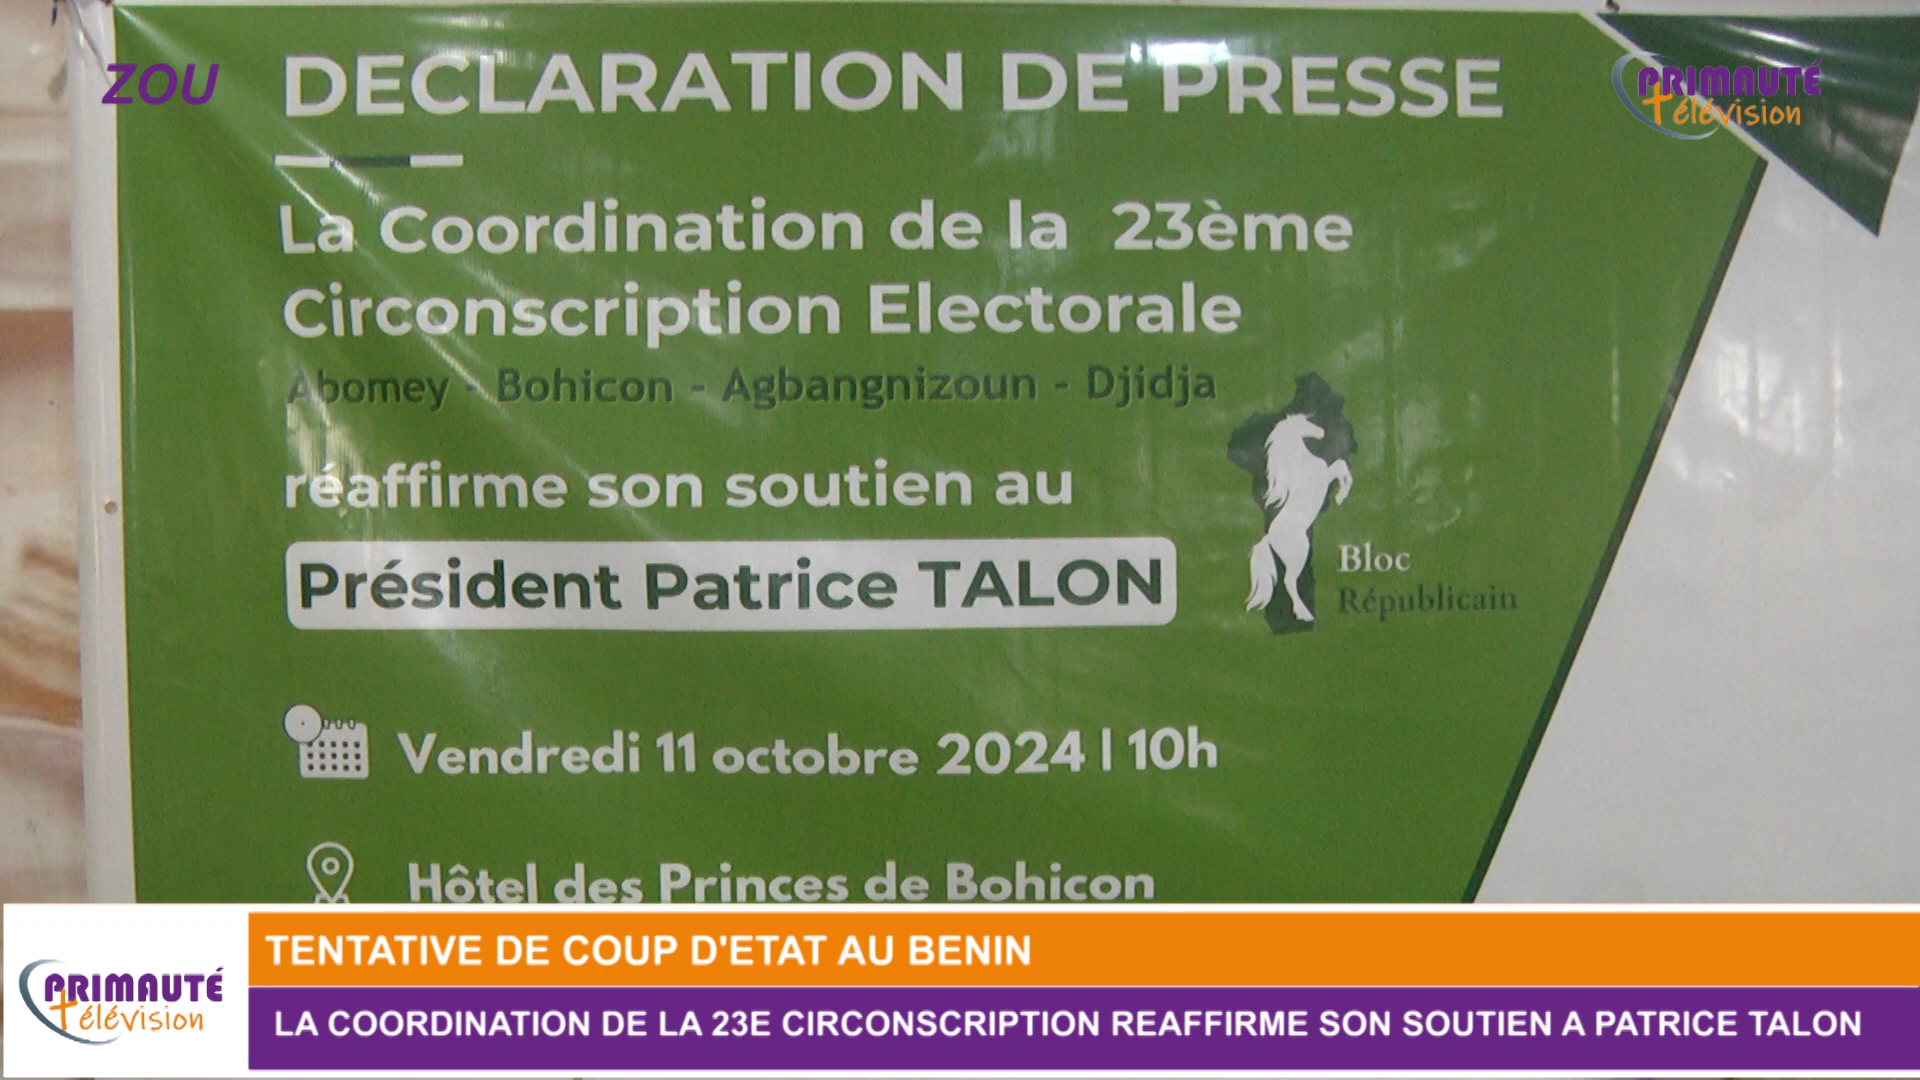 ZOU
PRIMAUTÉ
Télévision
DECLARATION DE PRESSE
La Coordination de la 23ème
Circonscription Electorale
Abomey - Bohicon - Agbangnizoun - Djidja
réaffirme son soutien au
Président Patrice TALON
Bloc
Républicain
Vendredi 11 octobre 2024 | 10h
Hôtel des Princes de Bohicon
PRIMAUTÉ
Télévision
TENTATIVE DE COUP D'ETAT AU BENIN
LA COORDINATION DE LA 23E CIRCONSCRIPTION REAFFIRME SON SOUTIEN A PATRICE TALON